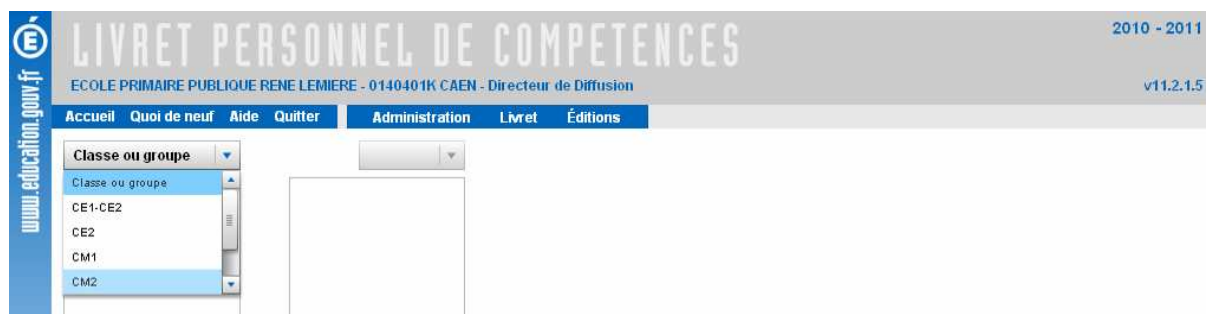 www.education.gouv.fr É
LIVRET PERSONNEL DE COMPETENCES
2010 - 2011
ECOLE PRIMAIRE PUBLIQUE RENE LEMIERE - 0140401K CAEN - Directeur de Diffusion
v11.2.1.5
Accueil Quoi de neuf Aide Quitter Administration Livret Éditions
Classe ou groupe
Classe ou groupe
CE1-CE2
CE2
CM1
CM2